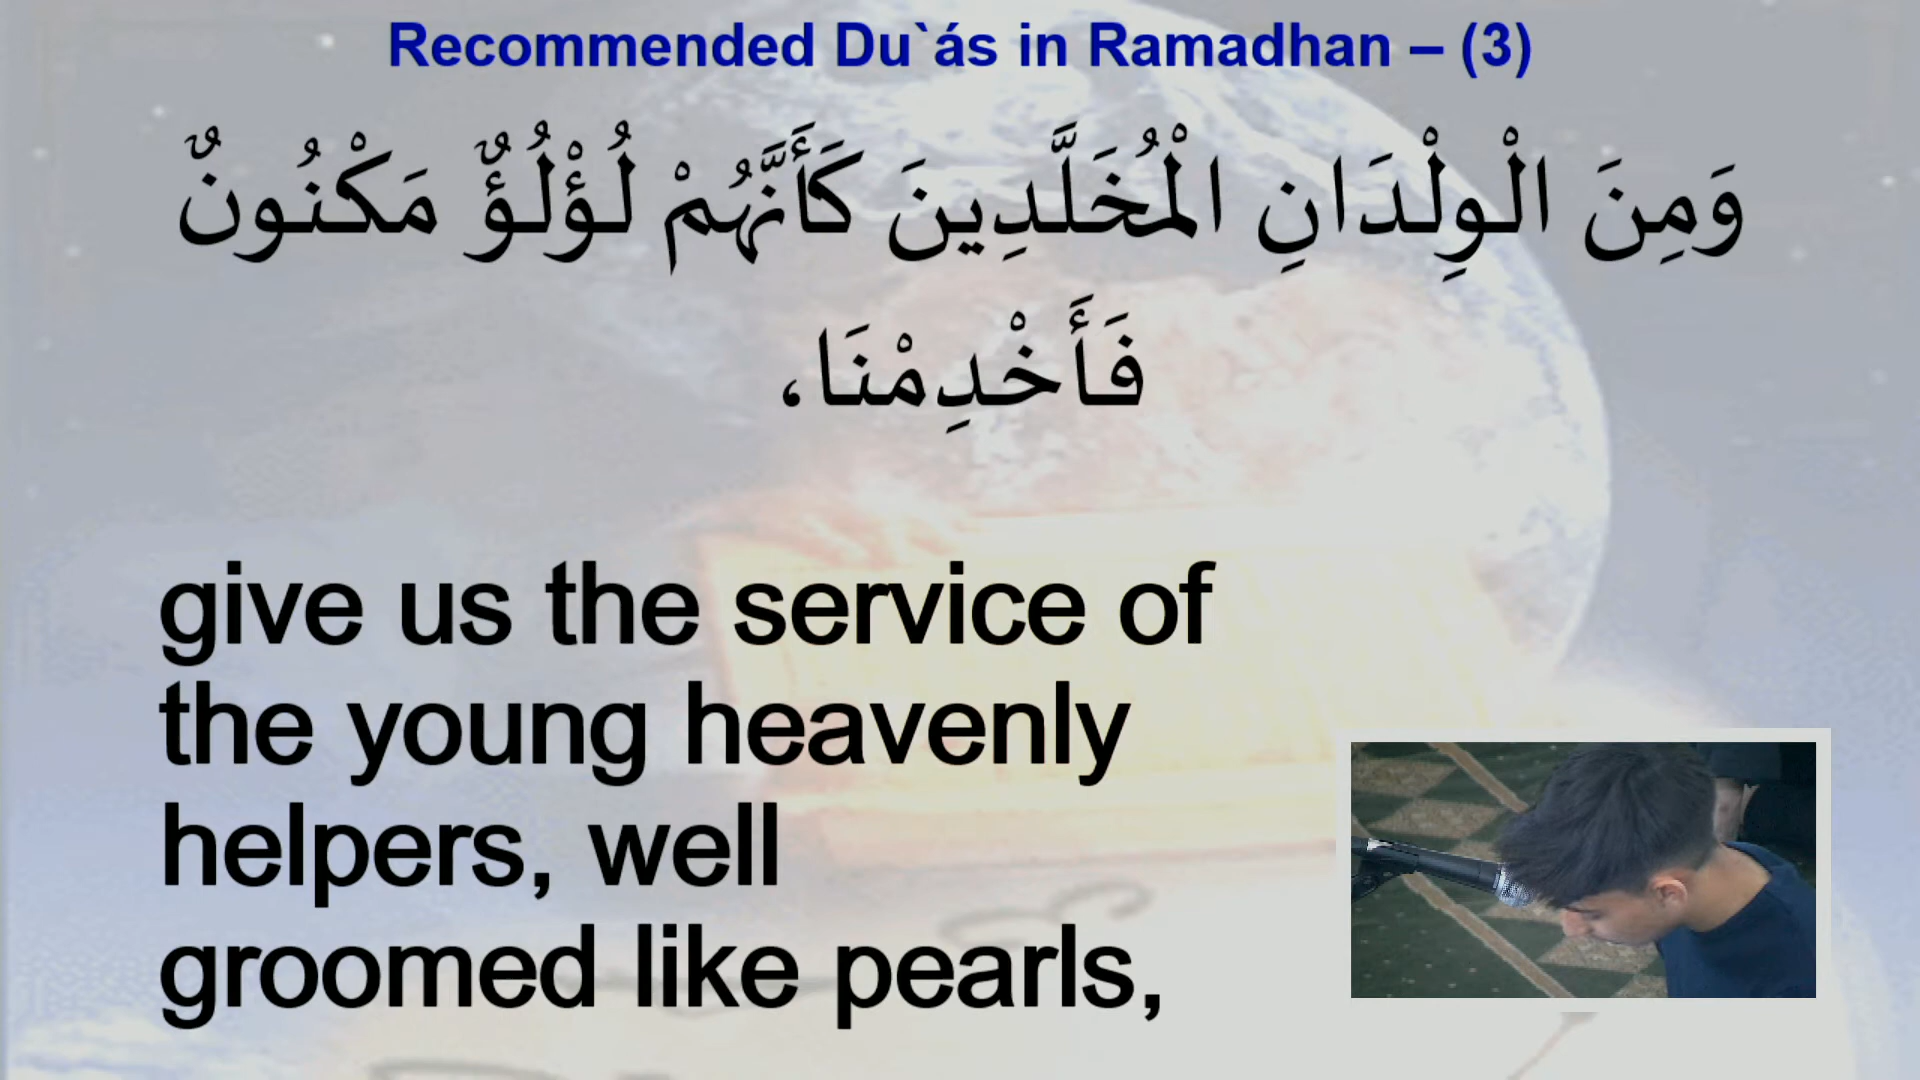 Recommended Du`ás in Ramadhan – (3)
وَمِنَ الْوِلْدَانِ الْمُخَلَّدِينَ كَأَنَّهُمْ لُؤْلُؤٌ مَكْنُونٌ
فَأَخْدِمْنَا،
give us the service of
the young heavenly
helpers, well
groomed like pearls,